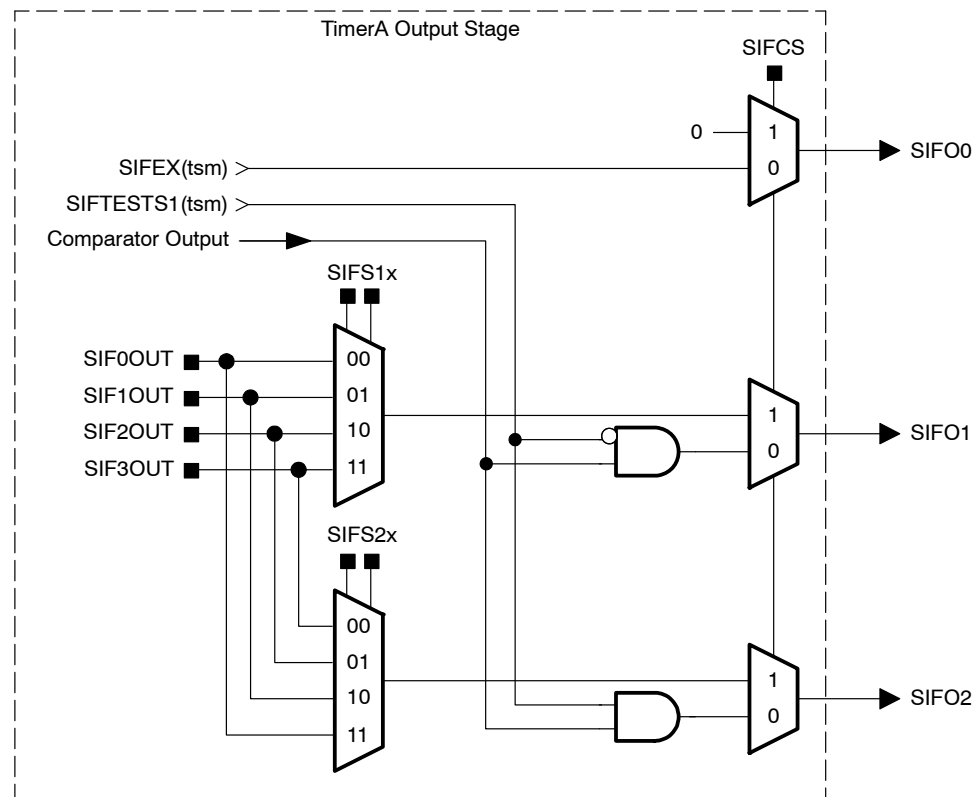 TimerA Output Stage
SIFCS
0
1
SIFO0
SIFEX(tsm)
0
SIFTESTS1(tsm)
Comparator Output
SIFS1x
SIF0OUT
00
SIF1OUT
01
1
SIF2OUT
10
SIFO1
0
SIF3OUT
11
SIFS2x
00
01
1
10
SIFO2
0
11